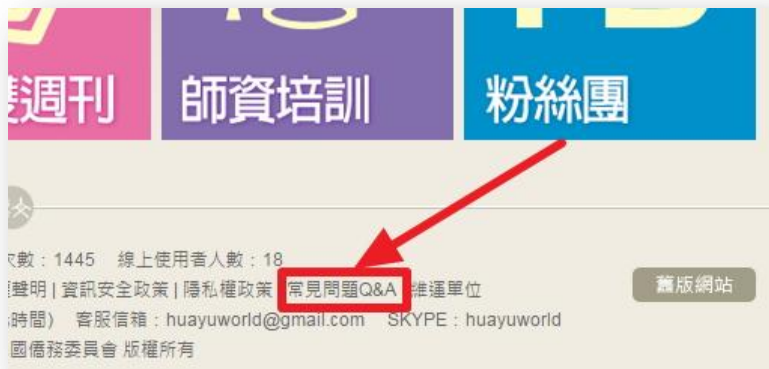 週刊
師資培訓
粉絲團
次數：1445 線上使用者人數：18
聲明 | 資訊安全政策 | 隱私權政策 常見問題Q&A 維運單位
舊版網站
時間) 客服信箱：huayuworld@gmail.com SKYPE：huayuworld
國僑務委員會 版權所有